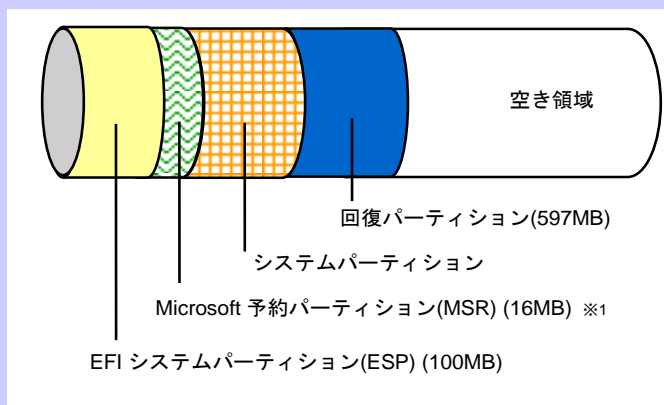 空き領域
回復パーティション(597MB)
システムパーティション
Microsoft 予約パーティション(MSR) (16MB) ※1
EFI システムパーティション(ESP) (100MB)